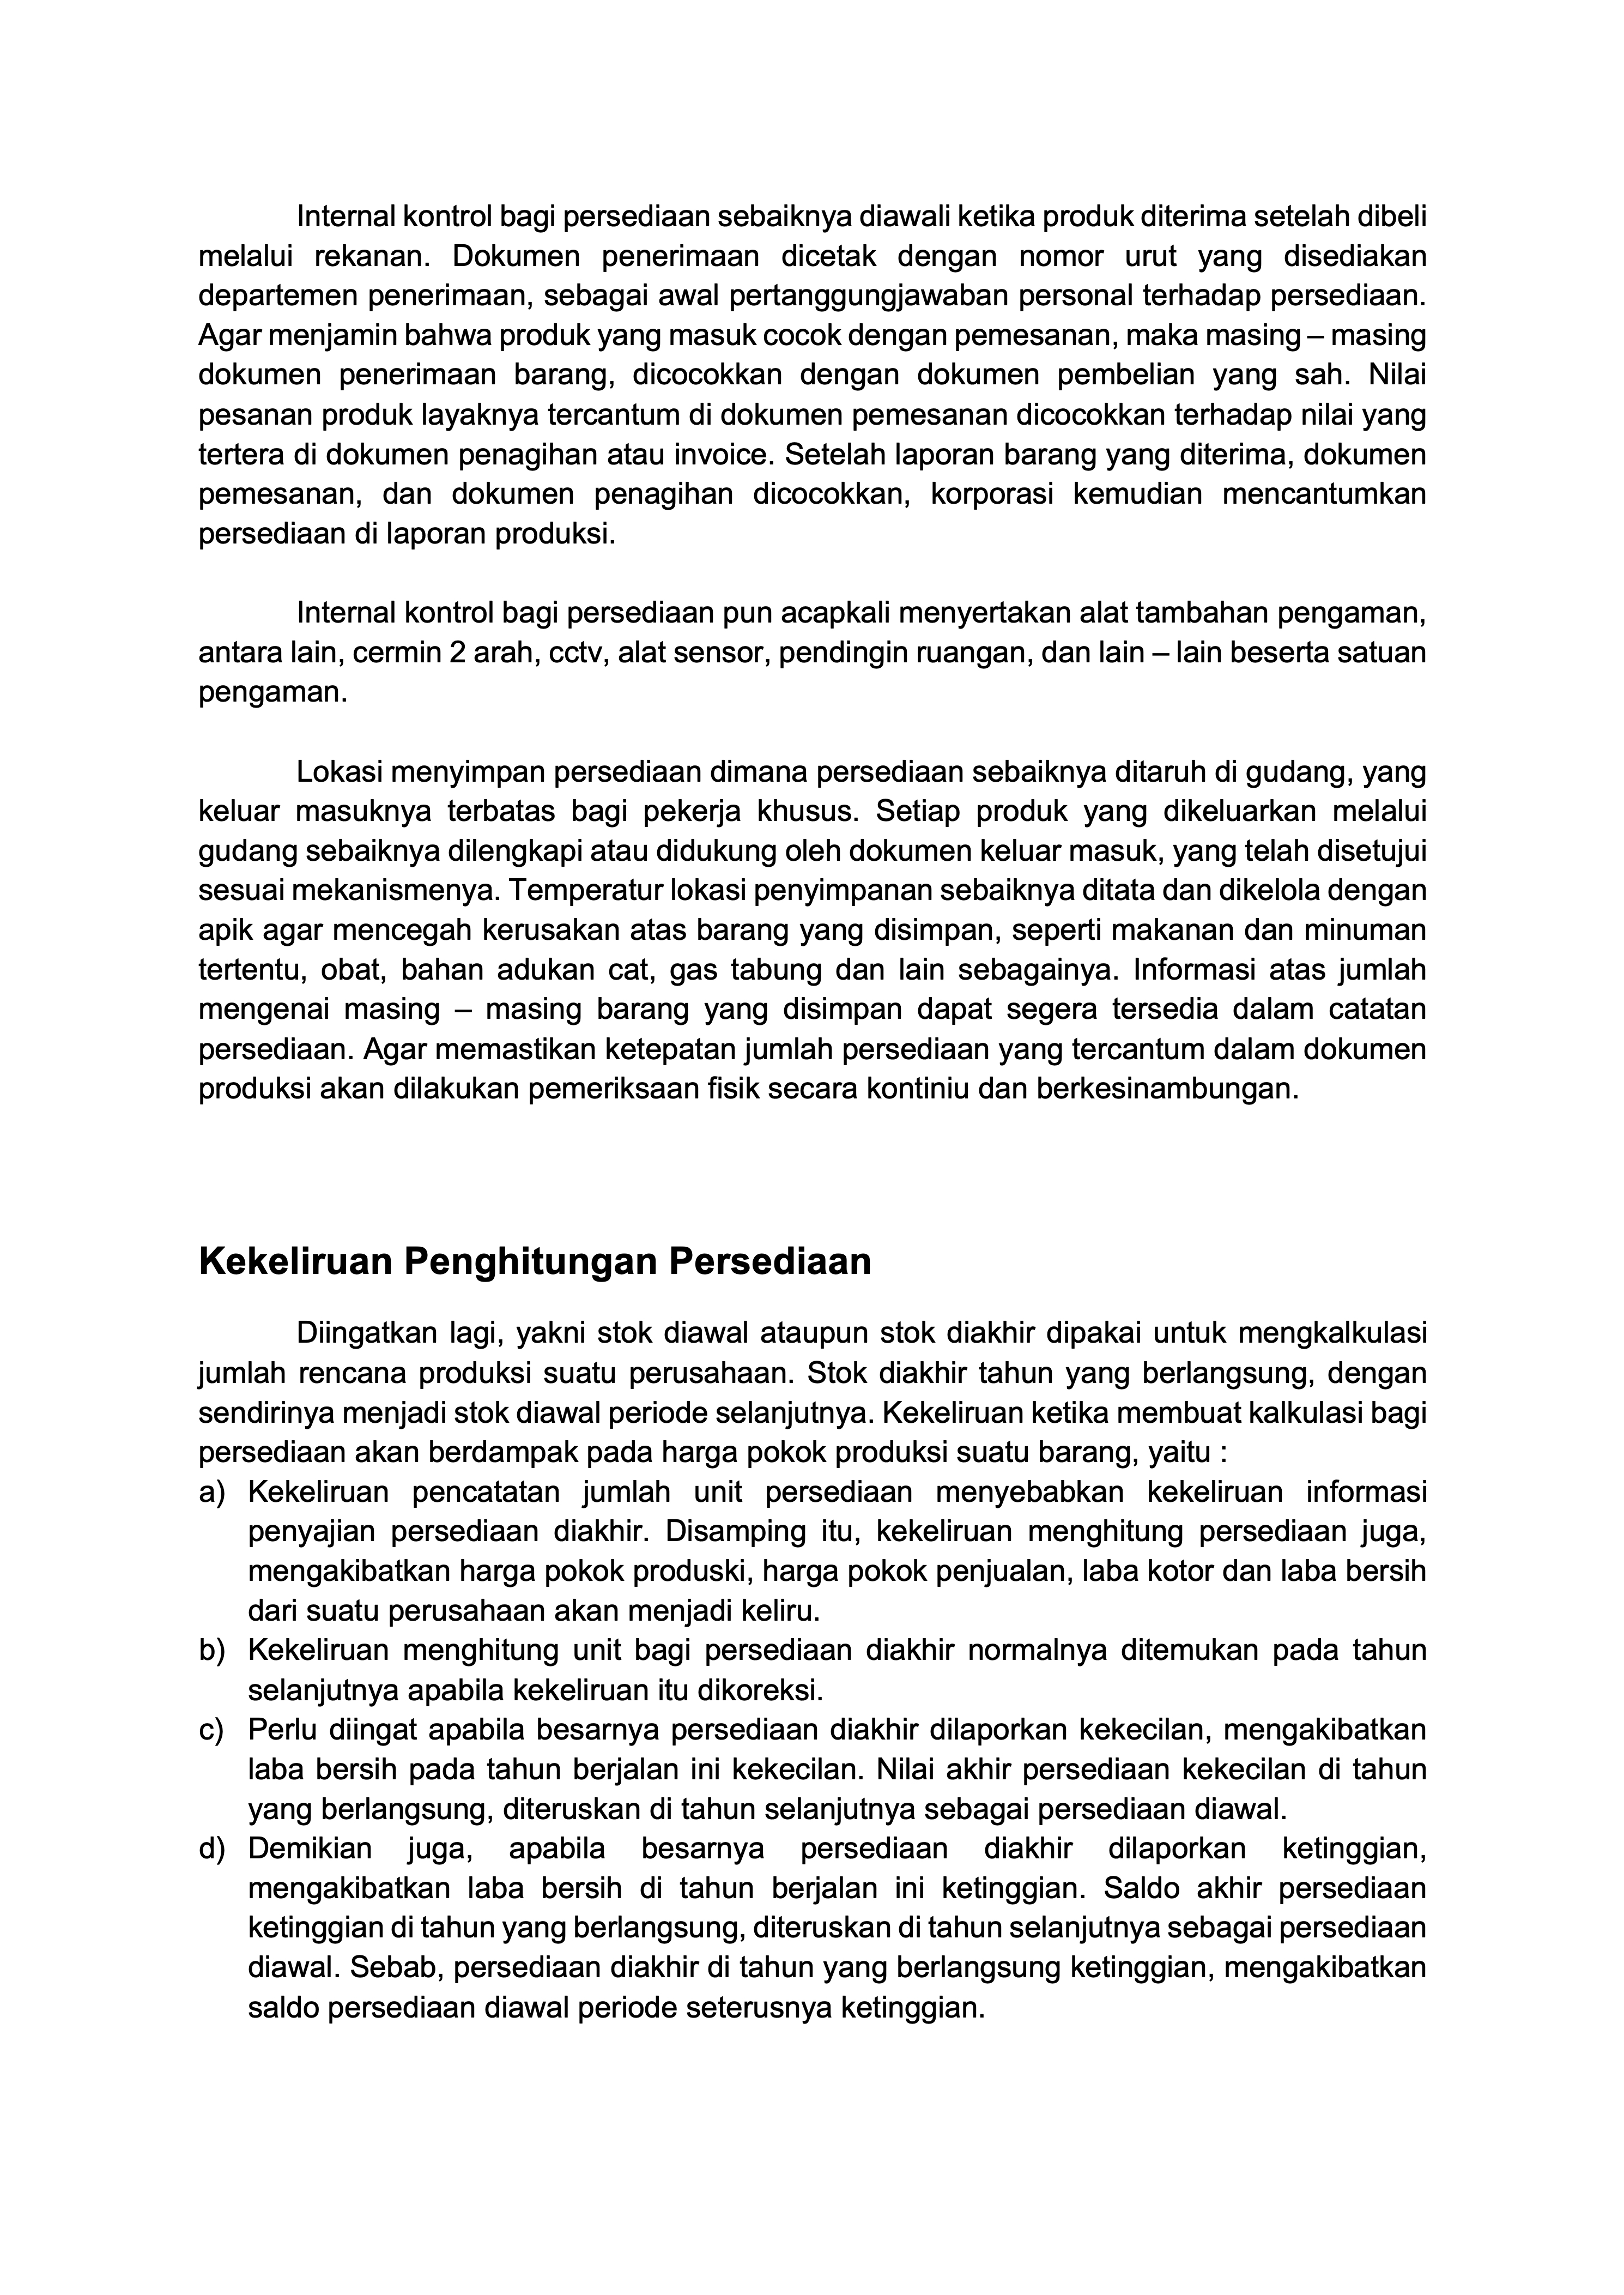 Internal kontrol bagi persediaan sebaiknya diawali ketika produk diterima setelah dibeli
melalui rekanan. Dokumen penerimaan dicetak dengan nomor urut yang disediakan
departemen penerimaan, sebagai awal pertanggungjawaban personal terhadap persediaan.
Agar menjamin bahwa produk yang masuk cocok dengan pemesanan, maka masing – masing
dokumen penerimaan barang, dicocokkan dengan dokumen pembelian yang sah. Nilai
pesanan produk layaknya tercantum di dokumen pemesanan dicocokkan terhadap nilai yang
tertera di dokumen penagihan atau invoice. Setelah laporan barang yang diterima, dokumen
pemesanan, dan dokumen penagihan dicocokkan, korporasi kemudian mencantumkan
persediaan di laporan produksi.
Internal kontrol bagi persediaan pun acapkali menyertakan alat tambahan pengaman,
antara lain, cermin 2 arah, cctv, alat sensor, pendingin ruangan, dan lain – lain beserta satuan
pengaman.
Lokasi menyimpan persediaan dimana persediaan sebaiknya ditaruh di gudang, yang
keluar masuknya terbatas bagi pekerja khusus. Setiap produk yang dikeluarkan melalui
gudang sebaiknya dilengkapi atau didukung oleh dokumen keluar masuk, yang telah disetujui
sesuai mekanismenya. Temperatur lokasi penyimpanan sebaiknya ditata dan dikelola dengan
apik agar mencegah kerusakan atas barang yang disimpan, seperti makanan dan minuman
tertentu, obat, bahan adukan cat, gas tabung dan lain sebagainya. Informasi atas jumlah
mengenai masing – masing barang yang disimpan dapat segera tersedia dalam catatan
persediaan. Agar memastikan ketepatan jumlah persediaan yang tercantum dalam dokumen
produksi akan dilakukan pemeriksaan fisik secara kontiniu dan berkesinambungan.
Kekeliruan Penghitungan Persediaan
Diingatkan lagi, yakni stok diawal ataupun stok diakhir dipakai untuk mengkalkulasi
jumlah rencana produksi suatu perusahaan. Stok diakhir tahun yang berlangsung, dengan
sendirinya menjadi stok diawal periode selanjutnya. Kekeliruan ketika membuat kalkulasi bagi
persediaan akan berdampak pada harga pokok produksi suatu barang, yaitu :
a) Kekeliruan pencatatan jumlah unit persediaan menyebabkan kekeliruan informasi
penyajian persediaan diakhir. Disamping itu, kekeliruan menghitung persediaan juga,
mengakibatkan harga pokok produski, harga pokok penjualan, laba kotor dan laba bersih
dari suatu perusahaan akan menjadi keliru.
b) Kekeliruan menghitung unit bagi persediaan diakhir normalnya ditemukan pada tahun
selanjutnya apabila kekeliruan itu dikoreksi.
c) Perlu diingat apabila besarnya persediaan diakhir dilaporkan kekecilan, mengakibatkan
laba bersih pada tahun berjalan ini kekecilan. Nilai akhir persediaan kekecilan di tahun
yang berlangsung, diteruskan di tahun selanjutnya sebagai persediaan diawal.
d) Demikian juga, apabila besarnya persediaan diakhir dilaporkan ketinggian,
mengakibatkan laba bersih di tahun berjalan ini ketinggian. Saldo akhir persediaan
ketinggian di tahun yang berlangsung, diteruskan di tahun selanjutnya sebagai persediaan
diawal. Sebab, persediaan diakhir di tahun yang berlangsung ketinggian, mengakibatkan
saldo persediaan diawal periode seterusnya ketinggian.